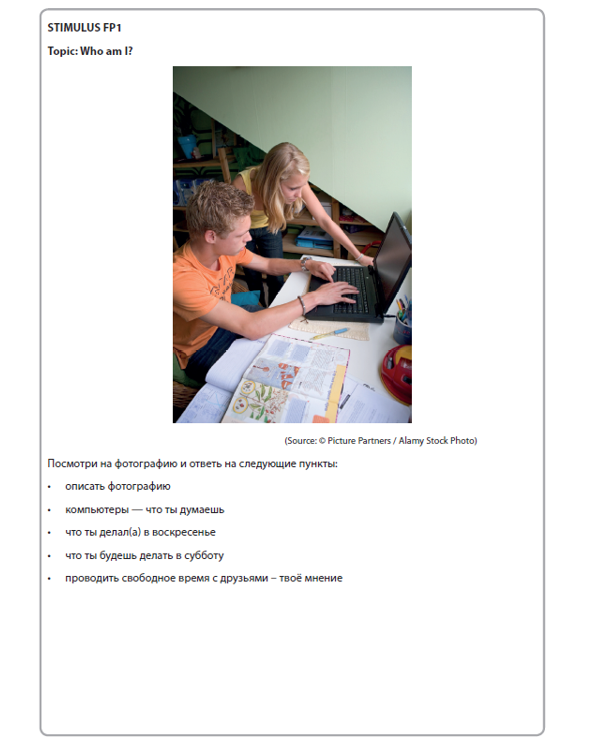 STIMULUS FP1
Topic: Who am I?
(Source: © Picture Partners / Alamy Stock Photo)
Посмотри на фотографию и ответь на следующие пункты:
• описать фотографию
• компьютеры — что ты думаешь
• что ты делал(а) в воскресенье
• что ты будешь делать в субботу
• проводить свободное время с друзьями – твоё мнение